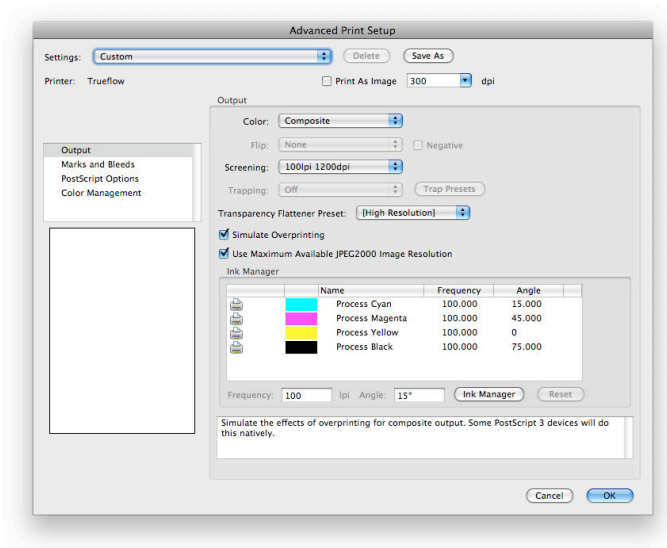 Advanced Print Setup
Settings: Custom Delete Save As
Printer: Trueflow Print As Image 300 dpi
Output
Color: Composite
Flip: None Negative
Screening: 100lpi 1200dpi
Trapping: Off Trap Presets
Transparency Flattener Preset: [High Resolution]
Simulate Overprinting
Use Maximum Available JPEG2000 Image Resolution
Output
Marks and Bleeds
PostScript Options
Color Management
Ink Manager
Name Frequency Angle
Process Cyan 100.000 15.000
Process Magenta 100.000 45.000
Process Yellow 100.000 0
Process Black 100.000 75.000
Frequency: 100 lpi Angle: 15° Ink Manager Reset
Simulate the effects of overprinting for composite output. Some PostScript 3 devices will do
this natively.
Cancel OK